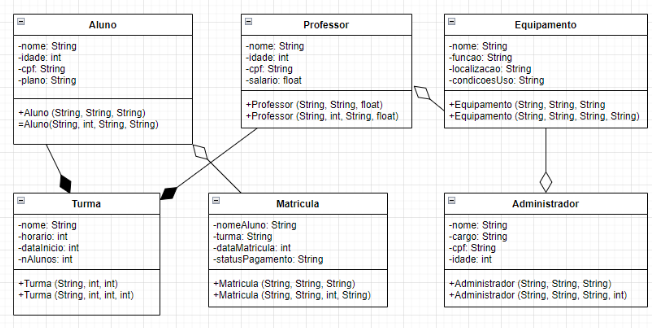 Aluno
-nome: String
-idade: int
-cpf: String
-plano: String
+Aluno (String, String, String)
=Aluno(String, int, String, String)
Professor
-nome: String
-idade: int
-cpf: String
-salario: float
+Professor (String, String, float)
+Professor (String, int, String, float)
Equipamento
-nome: String
-funcao: String
-localizacao: String
-condicoesUso: String
+Equipamento (String, String, String
+Equipamento (String, String, String, String)
Turma
-nome: String
-horario: int
-dataInicio: int
-nAlunos: int
+Turma (String, int, int)
+Turma (String, int, int, int)
Matricula
-nomeAluno: String
-turma: String
-dataMatricula: int
-statusPagamento: String
+Matricula (String, String, String)
+Matricula (String, String, int, String)
Administrador
-nome: String
-cargo: String
-cpf: String
-idade: int
+Administrador (String, String, String)
+Administrador (String, String, String, int)